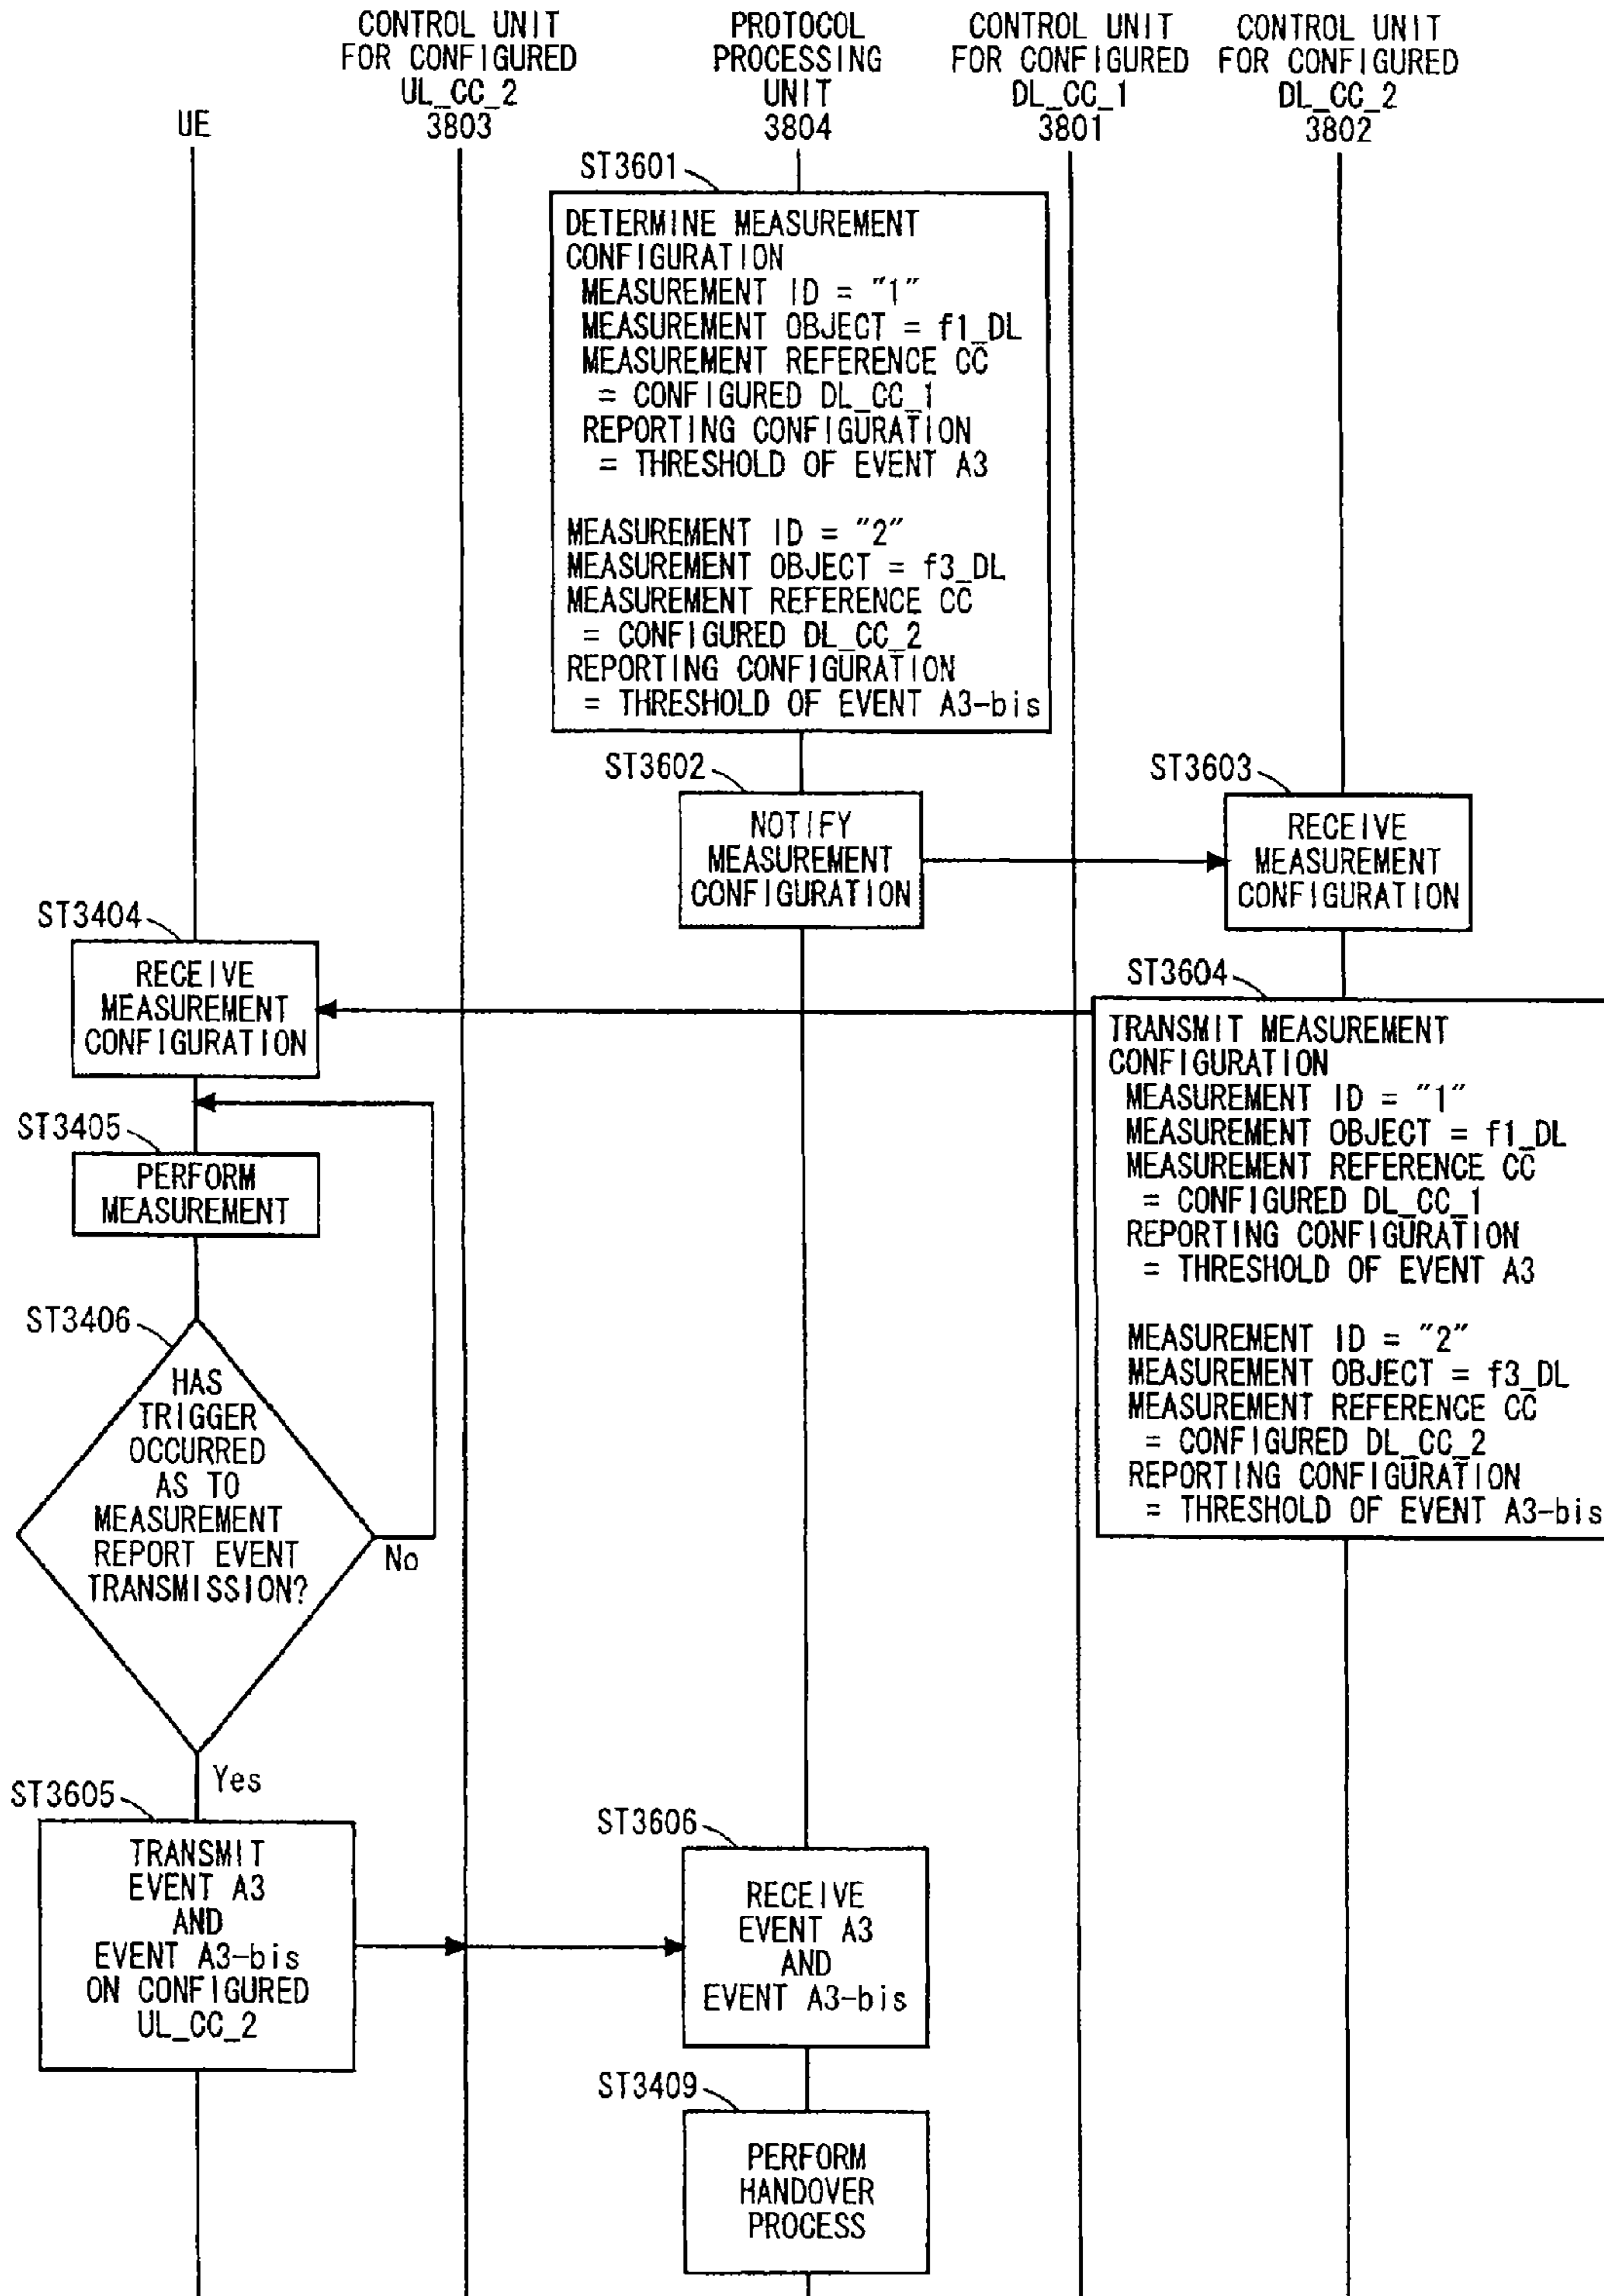 UE
CONTROL UNIT
FOR CONFIGURED
UL_CC_2
3803
PROTOCOL
PROCESSING
UNIT
3804
CONTROL UNIT
FOR CONFIGURED
DL_CC_1
3801
CONTROL UNIT
FOR CONFIGURED
DL_CC_2
3802
ST3601
DETERMINE MEASUREMENT
CONFIGURATION
MEASUREMENT ID = "1"
MEASUREMENT OBJECT = f1_DL
MEASUREMENT REFERENCE CC
= CONFIGURED DL_CC_1
REPORTING CONFIGURATION
= THRESHOLD OF EVENT A3
MEASUREMENT ID = "2"
MEASUREMENT OBJECT = f3_DL
MEASUREMENT REFERENCE CC
= CONFIGURED DL_CC_2
REPORTING CONFIGURATION
= THRESHOLD OF EVENT A3-bis
ST3602
NOTIFY
MEASUREMENT
CONFIGURATION
ST3603
RECEIVE
MEASUREMENT
CONFIGURATION
ST3404
RECEIVE
MEASUREMENT
CONFIGURATION
ST3604
TRANSMIT MEASUREMENT
CONFIGURATION
MEASUREMENT ID = "1"
MEASUREMENT OBJECT = f1_DL
MEASUREMENT REFERENCE CC
= CONFIGURED DL_CC_1
REPORTING CONFIGURATION
= THRESHOLD OF EVENT A3
MEASUREMENT ID = "2"
MEASUREMENT OBJECT = f3_DL
MEASUREMENT REFERENCE CC
= CONFIGURED DL_CC_2
REPORTING CONFIGURATION
= THRESHOLD OF EVENT A3-bis
ST3405
PERFORM
MEASUREMENT
ST3406
HAS
TRIGGER
OCCURRED
AS TO
MEASUREMENT
REPORT EVENT
TRANSMISSION?
No
Yes
ST3605
TRANSMIT
EVENT A3
AND
EVENT A3-bis
ON CONFIGURED
UL_CC_2
ST3606
RECEIVE
EVENT A3
AND
EVENT A3-bis
ST3409
PERFORM
HANDOVER
PROCESS